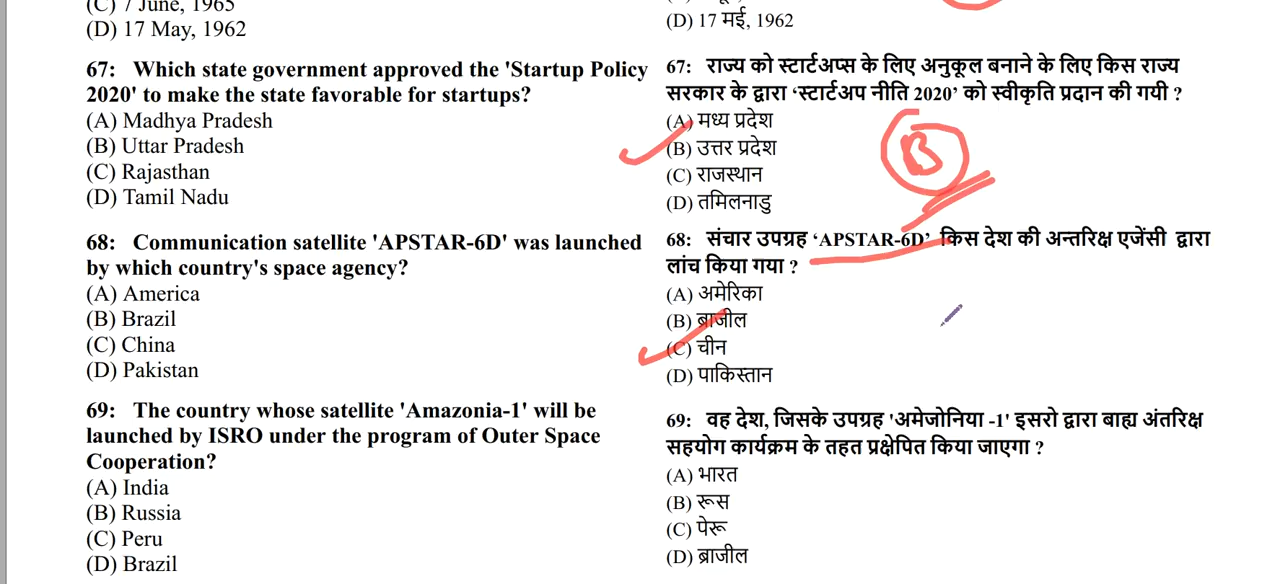 (C) 7 June, 1965
(D) 17 May, 1962
67: Which state government approved the 'Startup Policy
2020' to make the state favorable for startups?
(A) Madhya Pradesh
(B) Uttar Pradesh
(C) Rajasthan
(D) Tamil Nadu
68: Communication satellite 'APSTAR-6D' was launched
by which country's space agency?
(A) America
(B) Brazil
(C) China
(D) Pakistan
69: The country whose satellite 'Amazonia-1' will be
launched by ISRO under the program of Outer Space
Cooperation?
(A) India
(B) Russia
(C) Peru
(D) Brazil
(D) 17 मई, 1962
67: राज्य को स्टार्टअप्स के लिए अनुकूल बनाने के लिए किस राज्य
सरकार के द्वारा ‘स्टार्टअप नीति 2020’ को स्वीकृति प्रदान की गयी ?
(A) मध्य प्रदेश
(B) उत्तर प्रदेश
(C) राजस्थान
(D) तमिलनाडु
B
68: संचार उपग्रह ‘APSTAR-6D’ किस देश की अन्तरिक्ष एजेंसी द्वारा
लांच किया गया ?
(A) अमेरिका
(B) ब्राजील
(C) चीन
(D) पाकिस्तान
69: वह देश, जिसके उपग्रह 'अमेजोनिया -1' इसरो द्वारा बाह्य अंतरिक्ष
सहयोग कार्यक्रम के तहत प्रक्षेपित किया जाएगा ?
(A) भारत
(B) रूस
(C) पेरू
(D) ब्राजील